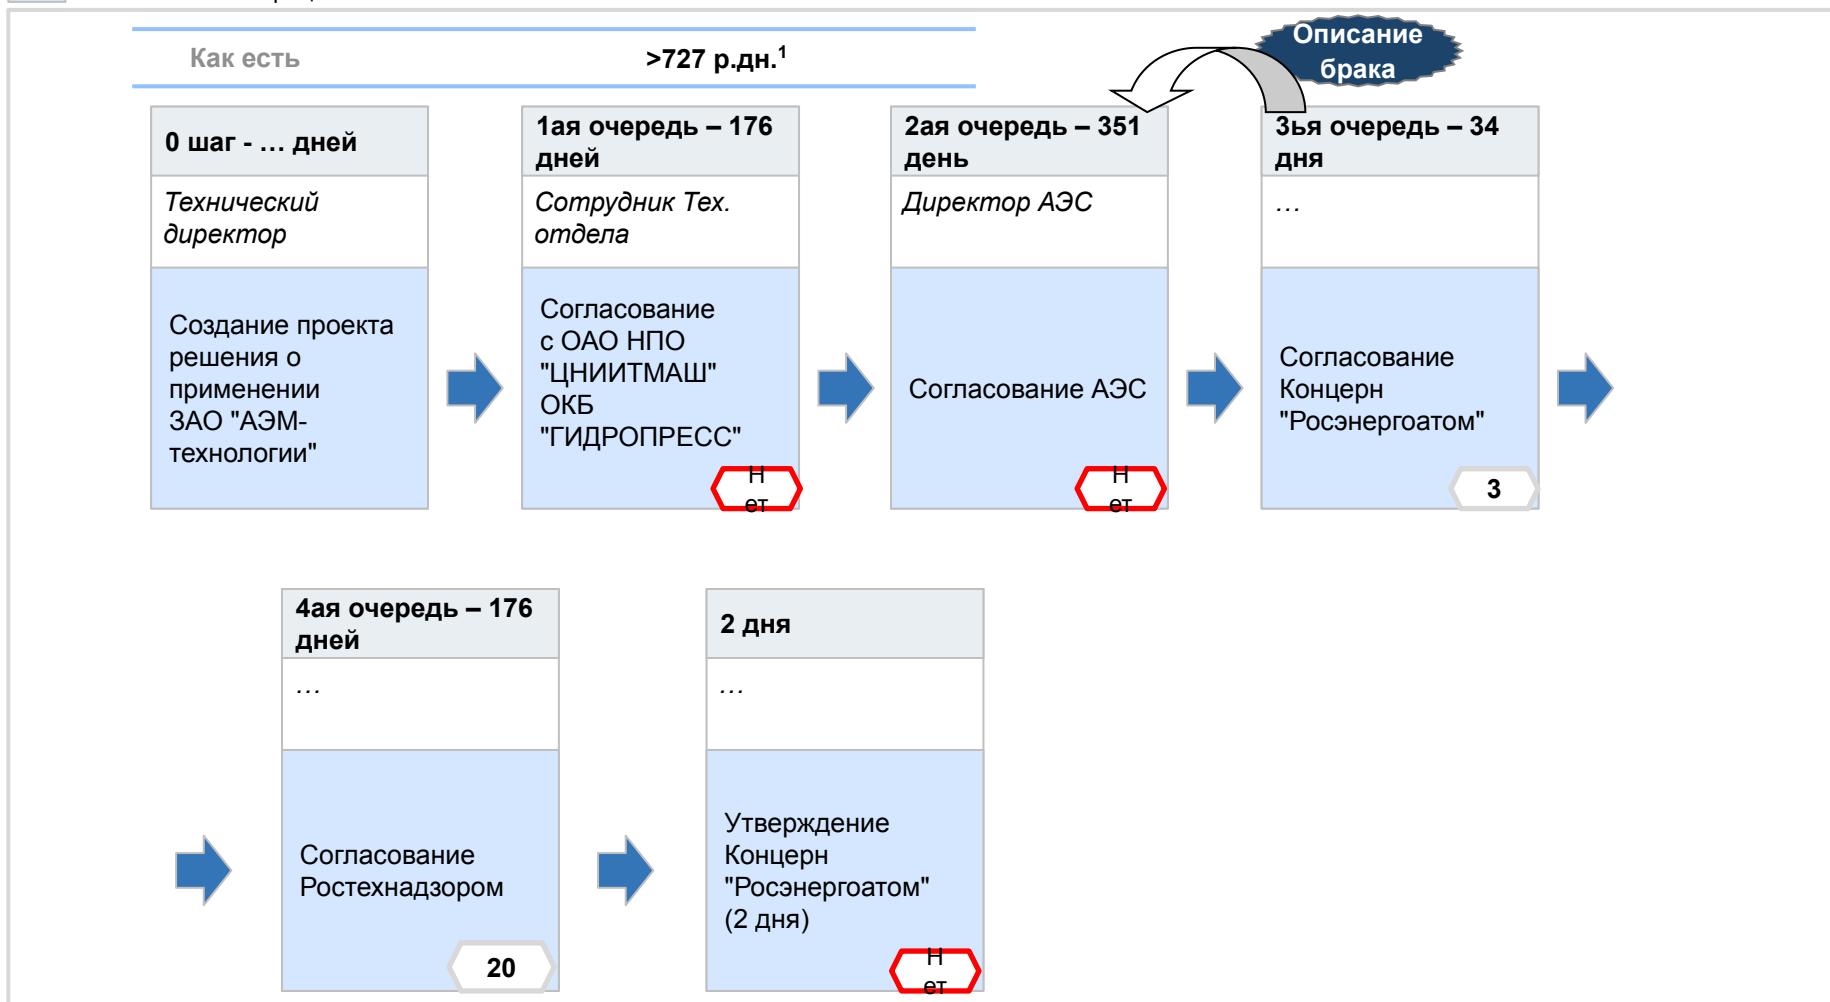 Как есть
>727 р.дн.¹
Описание
брака
0 шаг - … дней
Технический
директор
Создание проекта
решения о
применении
ЗАО "АЭМ-
технологии"
1ая очередь – 176
дней
Сотрудник Тех.
отдела
Согласование
с ОАО НПО
"ЦНИИТМАШ"
ОКБ
"ГИДРОПРЕСС"
Н
ет
2ая очередь – 351
день
Директор АЭС
Согласование АЭС
Н
ет
3ья очередь – 34
дня
…
Согласование
Концерн
"Росэнергоатом"
3
4ая очередь – 176
дней
…
Согласование
Ростехнадзором
20
2 дня
…
Утверждение
Концерн
"Росэнергоатом"
(2 дня)
Н
ет